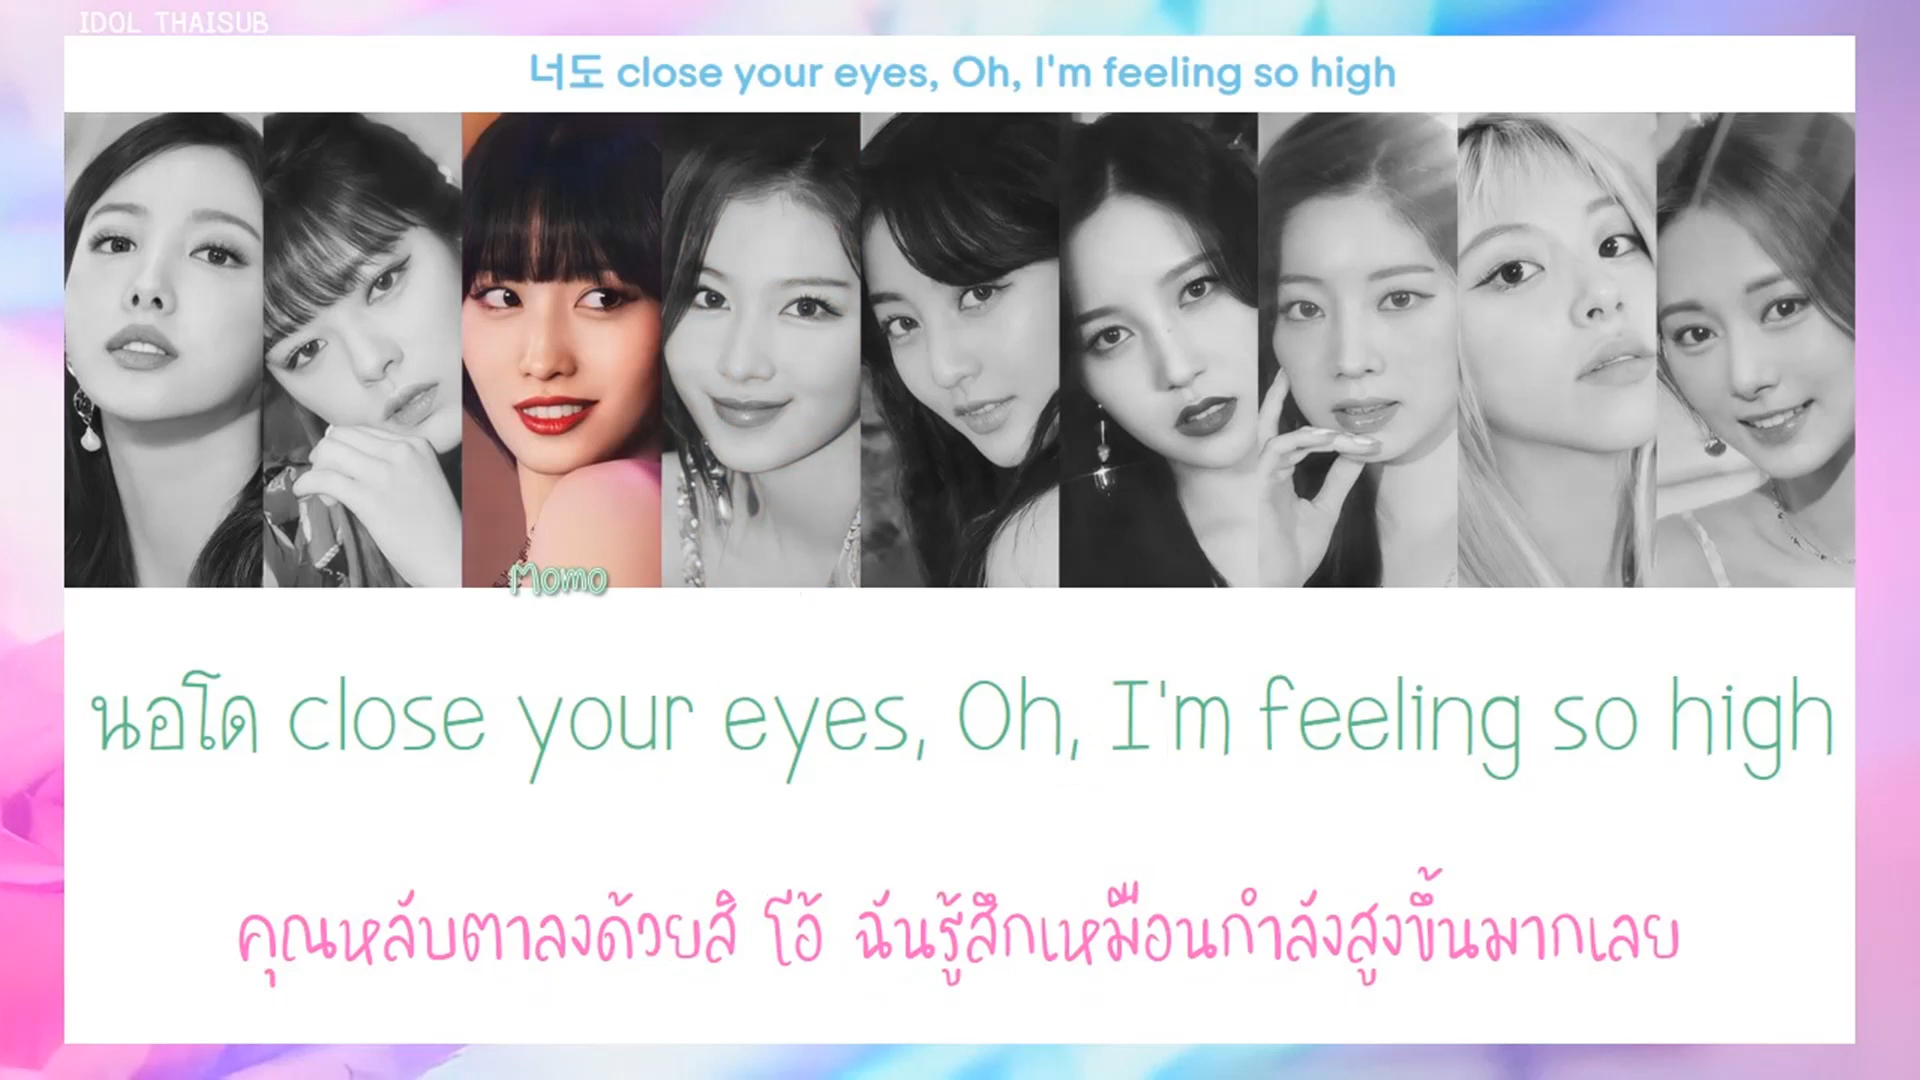 IDOL THAISUB
너도 close your eyes, Oh, I'm feeling so high
Momo
นอโด close your eyes, Oh, I'm feeling so high
คุณหลับตาลงด้วยสิ โอ้ ฉันรู้สึกเหมือนกำลังสูงขึ้นมากเลย